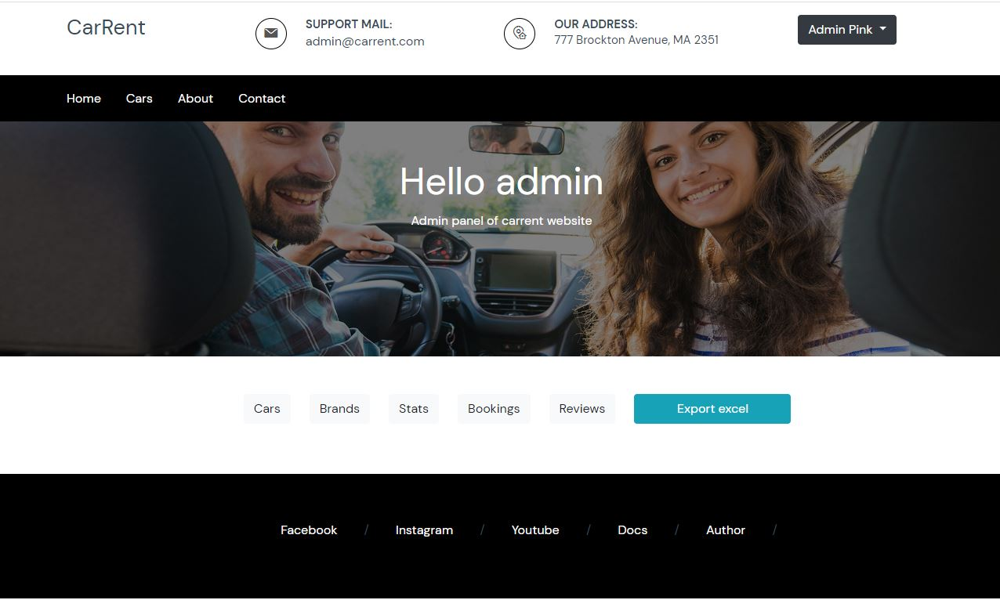 CarRent
SUPPORT MAIL:
admin@carrent.com
OUR ADDRESS:
777 Brockton Avenue, MA 2351
Admin Pink
Home Cars About Contact
Hello admin
Admin panel of carrent website
Cars Brands Stats Bookings Reviews Export excel
Facebook / Instagram / Youtube / Docs / Author /